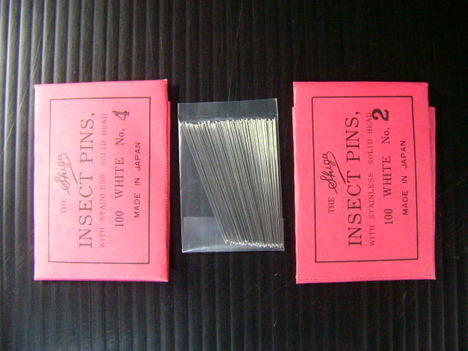 THE Shiga
INSECT PINS,
WITH STAINLESS SOLID HEAD
100 WHITE No. 4
MADE IN JAPAN
THE Shiga
INSECT PINS,
WITH STAINLESS SOLID HEAD
100 WHITE No. 2
MADE IN JAPAN